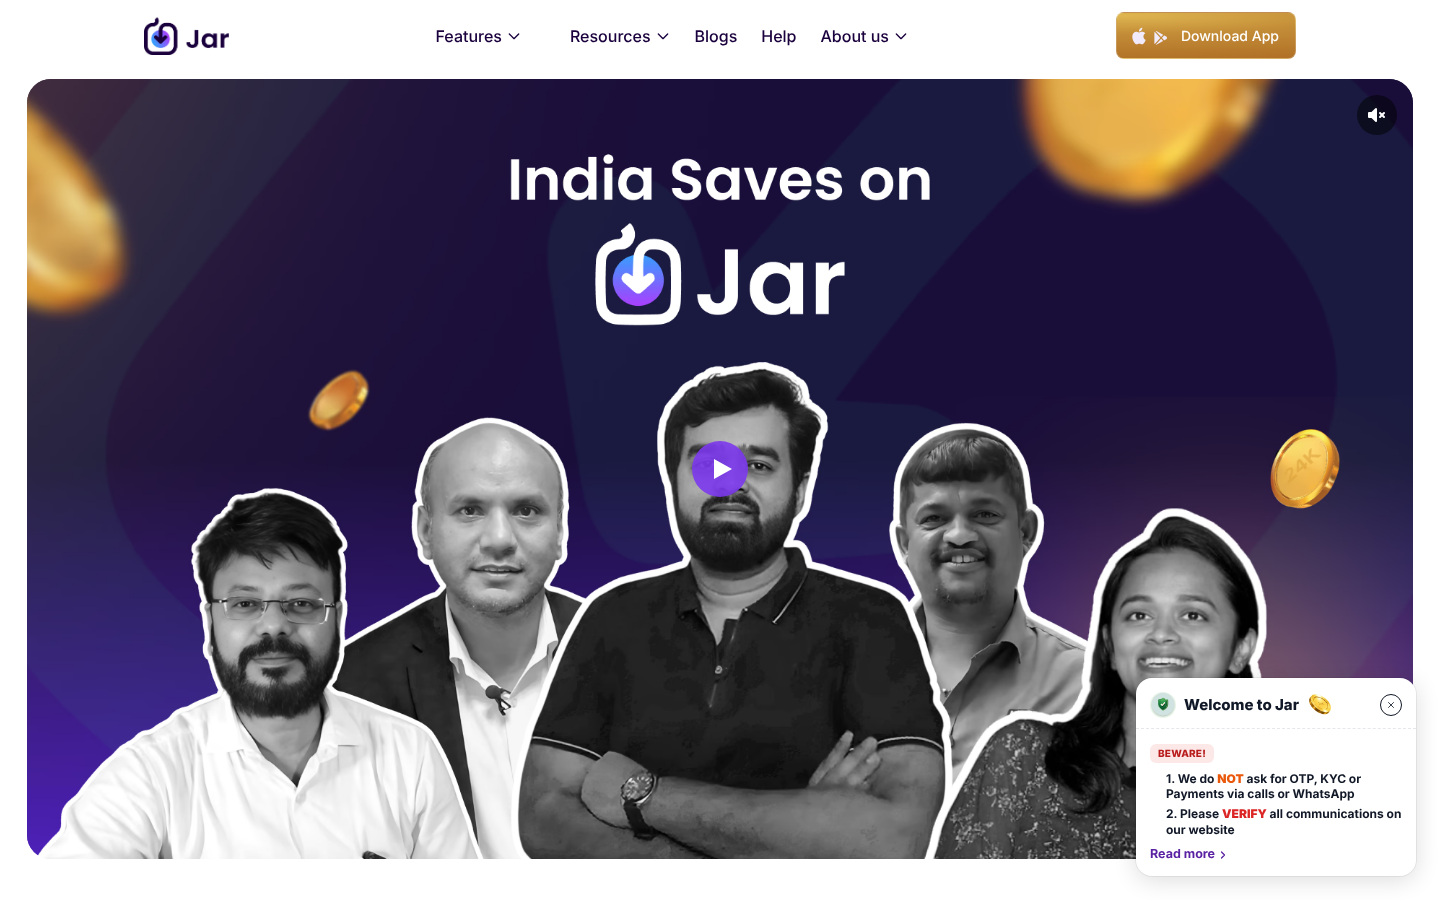 Jar
Features
Resources
Blogs
Help
About us
Download App
India Saves on
Jar
24K
Welcome to Jar
BEWARE!
1. We do NOT ask for OTP, KYC or
Payments via calls or WhatsApp
2. Please VERIFY all communications on
our website
Read more